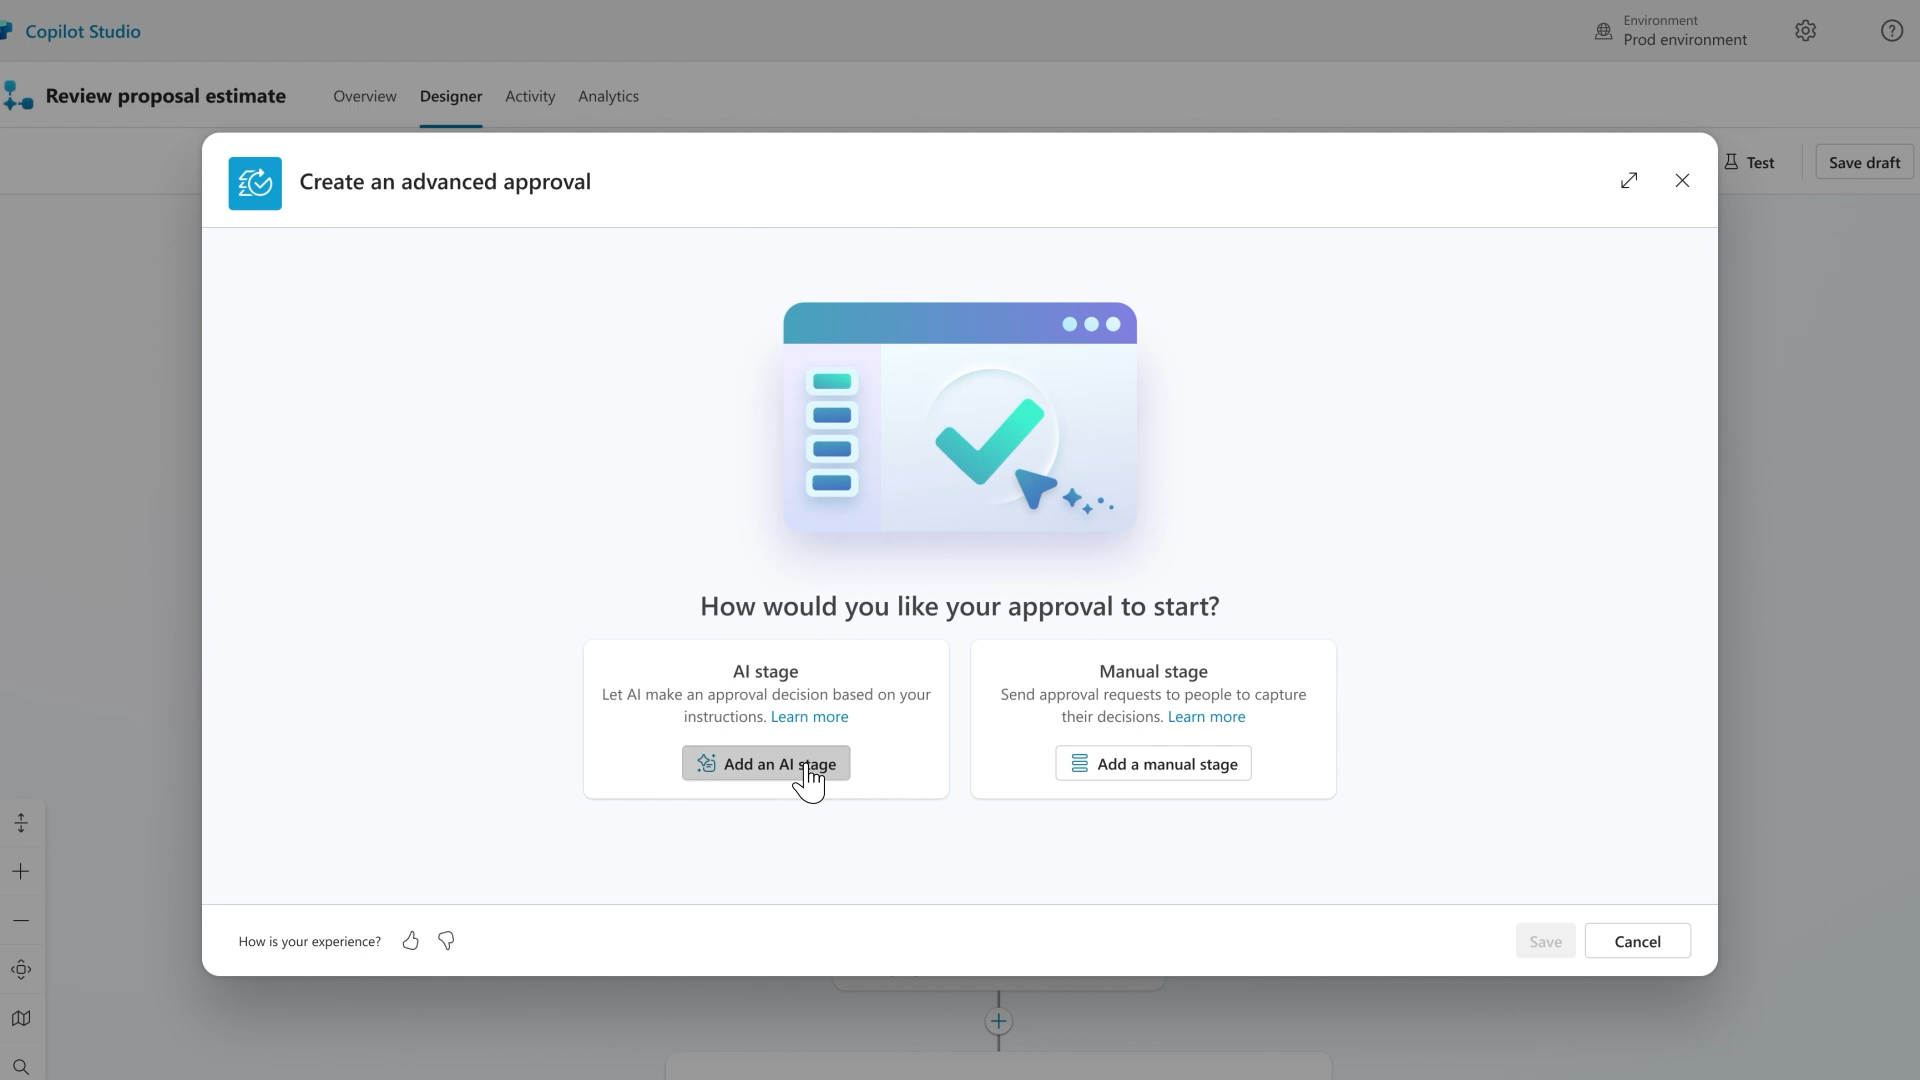 Copilot Studio
Environment
Prod environment
Review proposal estimate
Overview
Designer
Activity
Analytics
Test
Save draft
Create an advanced approval
How would you like your approval to start?
AI stage
Let AI make an approval decision based on your
instructions. Learn more
Add an AI stage
Manual stage
Send approval requests to people to capture
their decisions. Learn more
Add a manual stage
How is your experience?
Save
Cancel